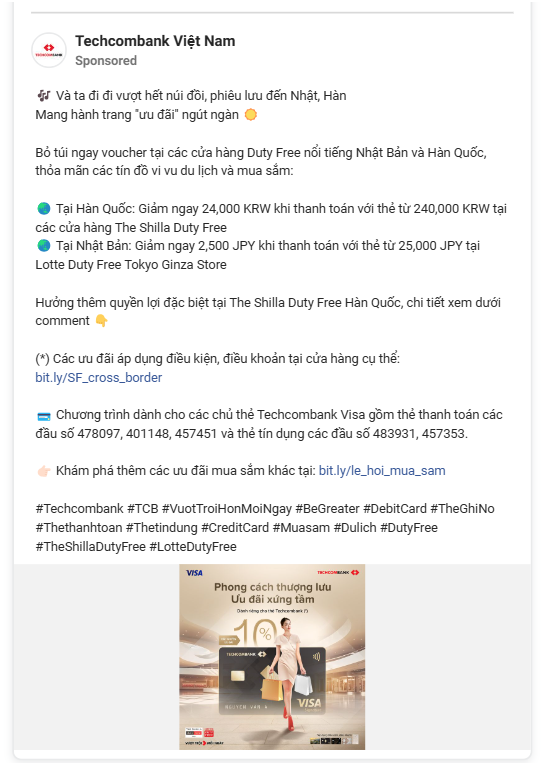 Techcombank Việt Nam
TECHCOMBANK
Sponsored
🎶 Và ta đi đi vượt hết núi đồi, phiêu lưu đến Nhật, Hàn
Mang hành trang "ưu đãi" ngút ngàn 🌞
Bỏ túi ngay voucher tại các cửa hàng Duty Free nổi tiếng Nhật Bản và Hàn Quốc,
thỏa mãn các tín đồ vi vu du lịch và mua sắm:
🌏 Tại Hàn Quốc: Giảm ngay 24,000 KRW khi thanh toán với thẻ từ 240,000 KRW tại
các cửa hàng The Shilla Duty Free
🌏 Tại Nhật Bản: Giảm ngay 2,500 JPY khi thanh toán với thẻ từ 25,000 JPY tại
Lotte Duty Free Tokyo Ginza Store
Hưởng thêm quyền lợi đặc biệt tại The Shilla Duty Free Hàn Quốc, chi tiết xem dưới
comment 👇
(*) Các ưu đãi áp dụng điều kiện, điều khoản tại cửa hàng cụ thể:
bit.ly/SF_cross_border
💳 Chương trình dành cho các chủ thẻ Techcombank Visa gồm thẻ thanh toán các
đầu số 478097, 401148, 457451 và thẻ tín dụng các đầu số 483931, 457353.
👉🏻 Khám phá thêm các ưu đãi mua sắm khác tại: bit.ly/le_hoi_mua_sam
#Techcombank #TCB #VuotTroiHonMoiNgay #BeGreater #DebitCard #TheGhiNo
#Thethanhtoan #Thetindung #CreditCard #Muasam #Dulich #DutyFree
#TheShillaDutyFree #LotteDutyFree
VISA TECHCOMBANK
Phong cách thượng lưu
Ưu đãi xứng tầm
Dành riêng cho thẻ Techcombank (*)
10%
TECHCOMBANK
VISA
NGUYEN VAN A